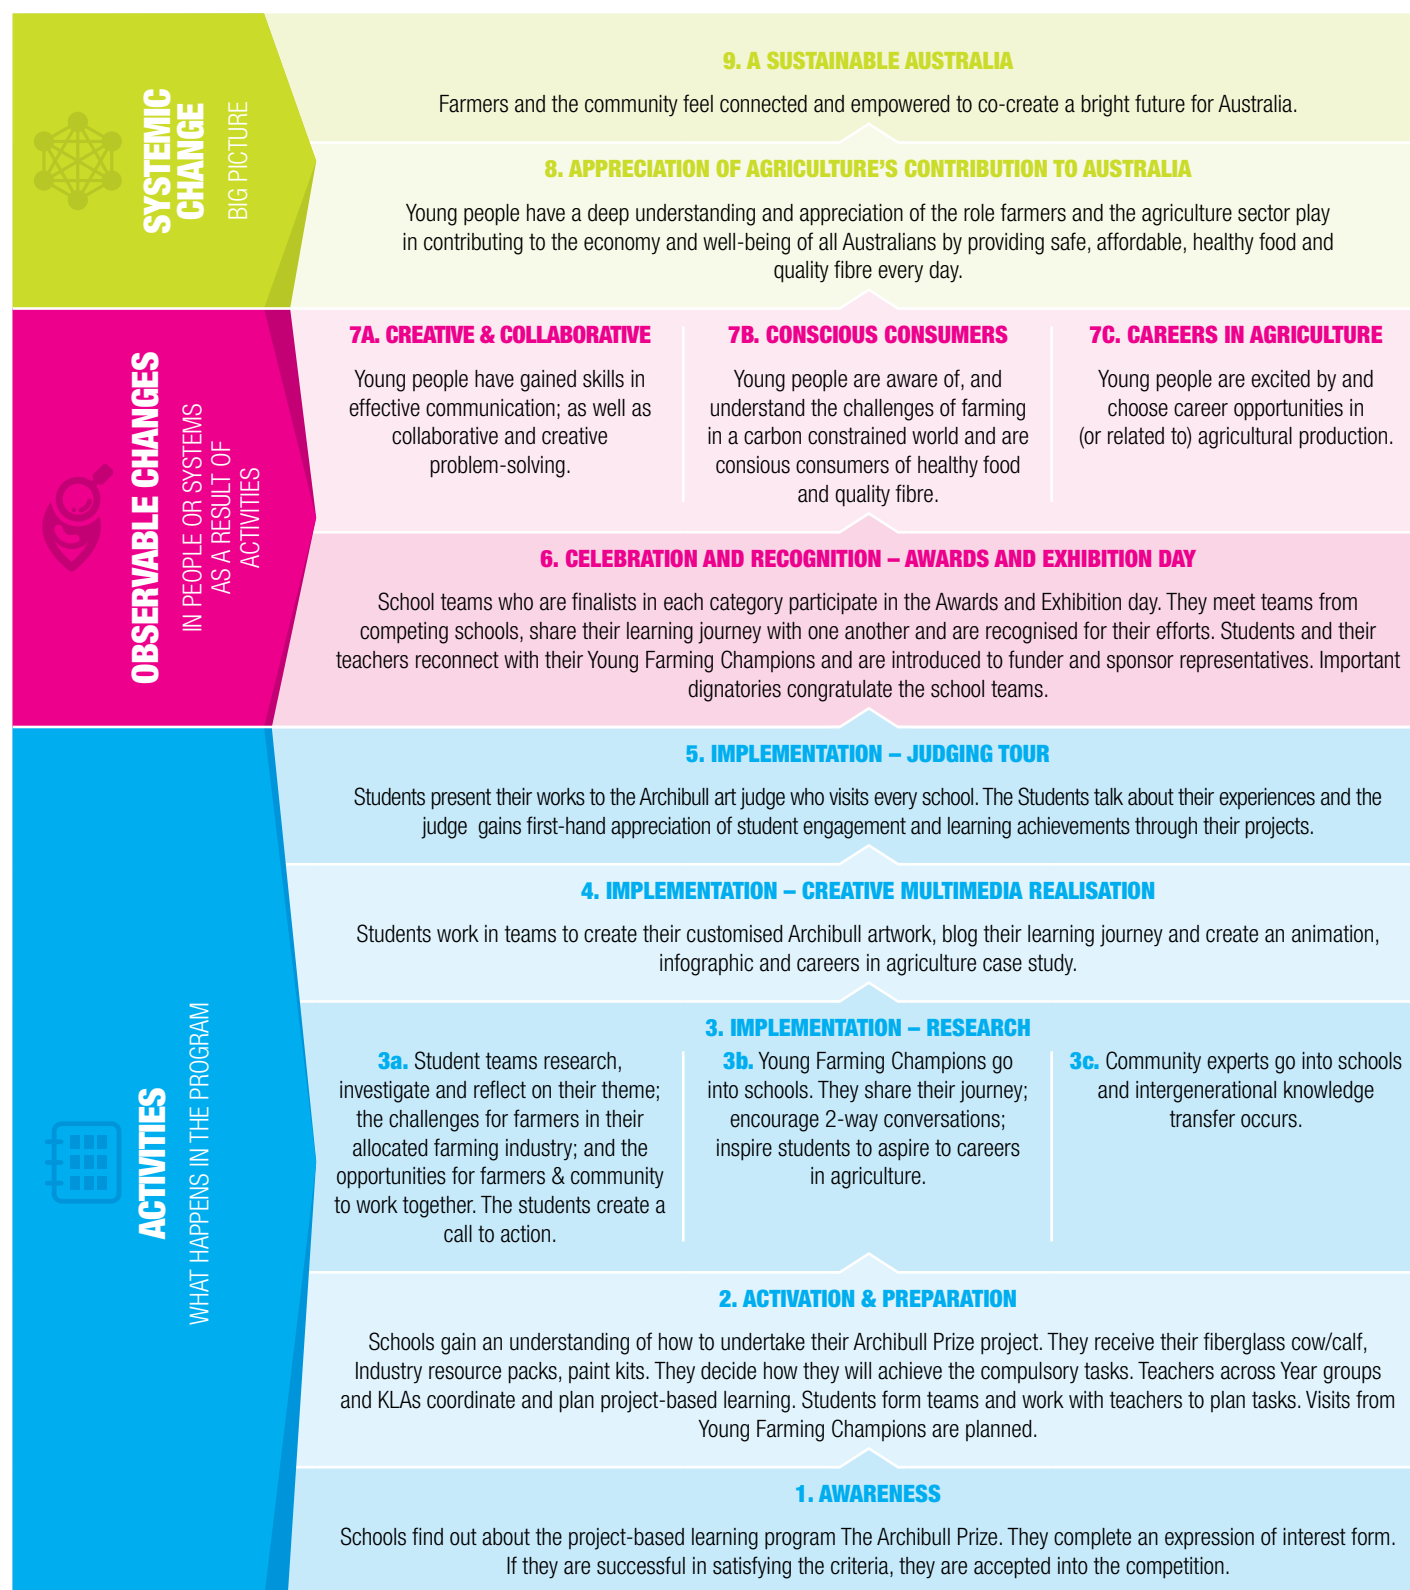 SYSTEMIC
CHANGE
BIG PICTURE
9. A SUSTAINABLE AUSTRALIA
Farmers and the community feel connected and empowered to co-create a bright future for Australia.
8. APPRECIATION OF AGRICULTURE'S CONTRIBUTION TO AUSTRALIA
Young people have a deep understanding and appreciation of the role farmers and the agriculture sector play
in contributing to the economy and well-being of all Australians by providing safe, affordable, healthy food and
quality fibre every day.
OBSERVABLE CHANGES
IN PEOPLE OR SYSTEMS
AS A RESULT OF
ACTIVITIES
7A. CREATIVE & COLLABORATIVE
Young people have gained skills in
effective communication; as well as
collaborative and creative
problem-solving.
7B. CONSCIOUS CONSUMERS
Young people are aware of, and
understand the challenges of farming
in a carbon constrained world and are
consious consumers of healthy food
and quality fibre.
7C. CAREERS IN AGRICULTURE
Young people are excited by and
choose career opportunities in
(or related to) agricultural production.
6. CELEBRATION AND RECOGNITION – AWARDS AND EXHIBITION DAY
School teams who are finalists in each category participate in the Awards and Exhibition day. They meet teams from
competing schools, share their learning journey with one another and are recognised for their efforts. Students and their
teachers reconnect with their Young Farming Champions and are introduced to funder and sponsor representatives. Important
dignatories congratulate the school teams.
ACTIVITIES
WHAT HAPPENS IN THE PROGRAM
5. IMPLEMENTATION – JUDGING TOUR
Students present their works to the Archibull art judge who visits every school. The Students talk about their experiences and the
judge gains first-hand appreciation of student engagement and learning achievements through their projects.
4. IMPLEMENTATION – CREATIVE MULTIMEDIA REALISATION
Students work in teams to create their customised Archibull artwork, blog their learning journey and create an animation,
infographic and careers in agriculture case study.
3. IMPLEMENTATION – RESEARCH
3a. Student teams research,
investigate and reflect on their theme;
the challenges for farmers in their
allocated farming industry; and the
opportunities for farmers & community
to work together. The students create a
call to action.
3b. Young Farming Champions go
into schools. They share their journey;
encourage 2-way conversations;
inspire students to aspire to careers
in agriculture.
3c. Community experts go into schools
and intergenerational knowledge
transfer occurs.
2. ACTIVATION & PREPARATION
Schools gain an understanding of how to undertake their Archibull Prize project. They receive their fiberglass cow/calf,
Industry resource packs, paint kits. They decide how they will achieve the compulsory tasks. Teachers across Year groups
and KLAs coordinate and plan project-based learning. Students form teams and work with teachers to plan tasks. Visits from
Young Farming Champions are planned.
1. AWARENESS
Schools find out about the project-based learning program The Archibull Prize. They complete an expression of interest form.
If they are successful in satisfying the criteria, they are accepted into the competition.